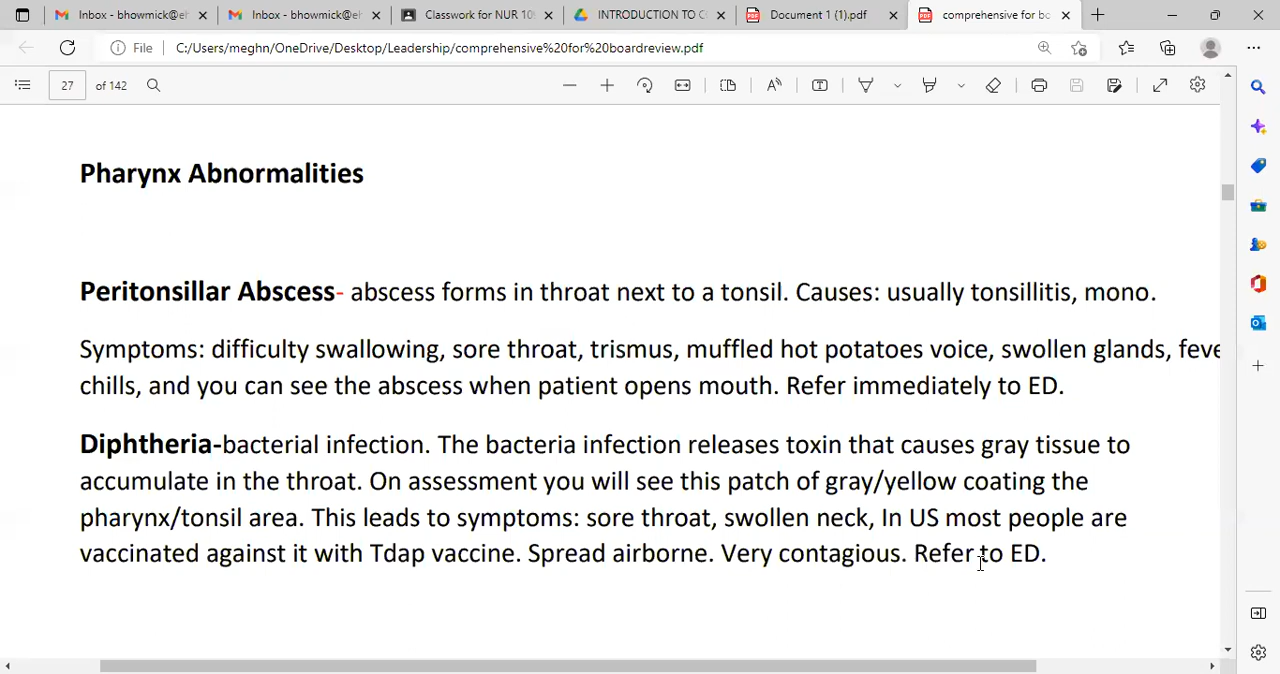 Inbox - bhowmick@eh
Inbox - bhowmick@eh
Classwork for NUR 109
INTRODUCTION TO C
Document 1 (1).pdf
comprehensive for bo
File
C:/Users/meghn/OneDrive/Desktop/Leadership/comprehensive%20for%20boardreview.pdf
27 of 142
Pharynx Abnormalities
Peritonsillar Abscess- abscess forms in throat next to a tonsil. Causes: usually tonsillitis, mono.
Symptoms: difficulty swallowing, sore throat, trismus, muffled hot potatoes voice, swollen glands, feve
chills, and you can see the abscess when patient opens mouth. Refer immediately to ED.
Diphtheria-bacterial infection. The bacteria infection releases toxin that causes gray tissue to
accumulate in the throat. On assessment you will see this patch of gray/yellow coating the
pharynx/tonsil area. This leads to symptoms: sore throat, swollen neck, In US most people are
vaccinated against it with Tdap vaccine. Spread airborne. Very contagious. Refer to ED.